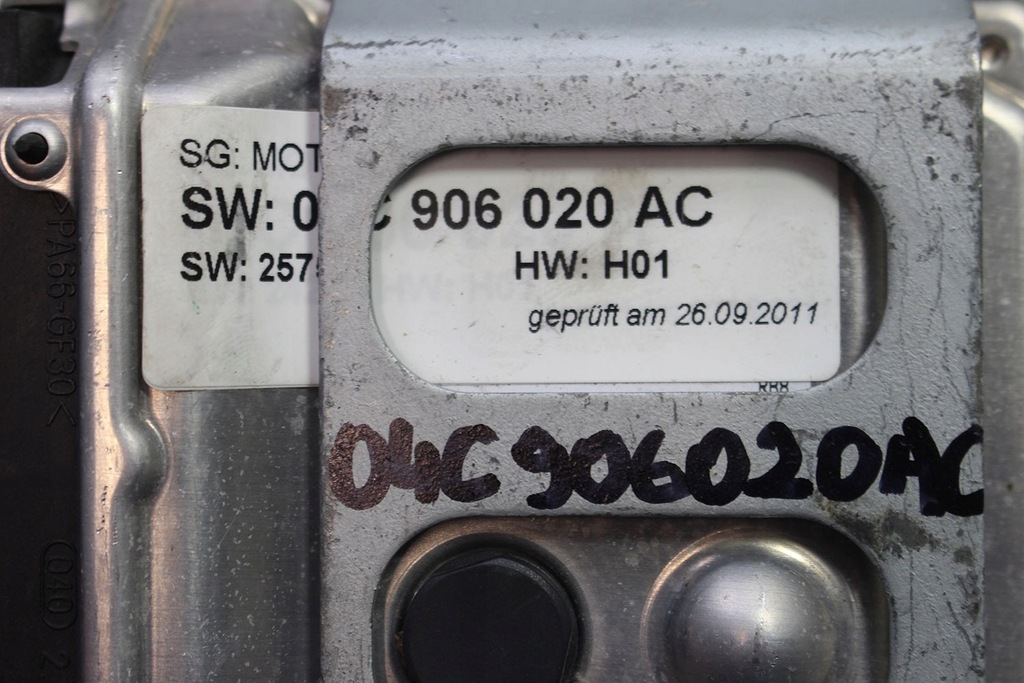 SG: MOT
SW: 0 C 906 020 AC
SW: 257 HW: H01
geprüft am 26.09.2011
04C906020AC
>PA66-GF30<